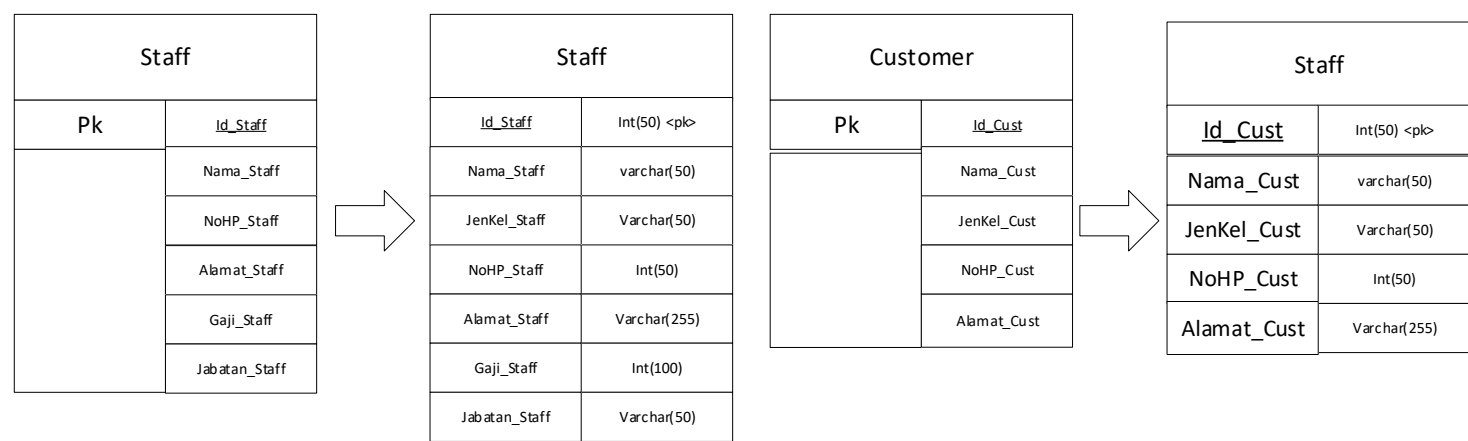 Staff
Pk Id_Staff
Nama_Staff
NoHP_Staff
Alamat_Staff
Gaji_Staff
Jabatan_Staff
Staff
Id_Staff Int(50) <pk>
Nama_Staff varchar(50)
JenKel_Staff Varchar(50)
NoHP_Staff Int(50)
Alamat_Staff Varchar(255)
Gaji_Staff Int(100)
Jabatan_Staff Varchar(50)
Customer
Pk Id_Cust
Nama_Cust
JenKel_Cust
NoHP_Cust
Alamat_Cust
Staff
Id_Cust Int(50) <pk>
Nama_Cust varchar(50)
JenKel_Cust Varchar(50)
NoHP_Cust Int(50)
Alamat_Cust Varchar(255)